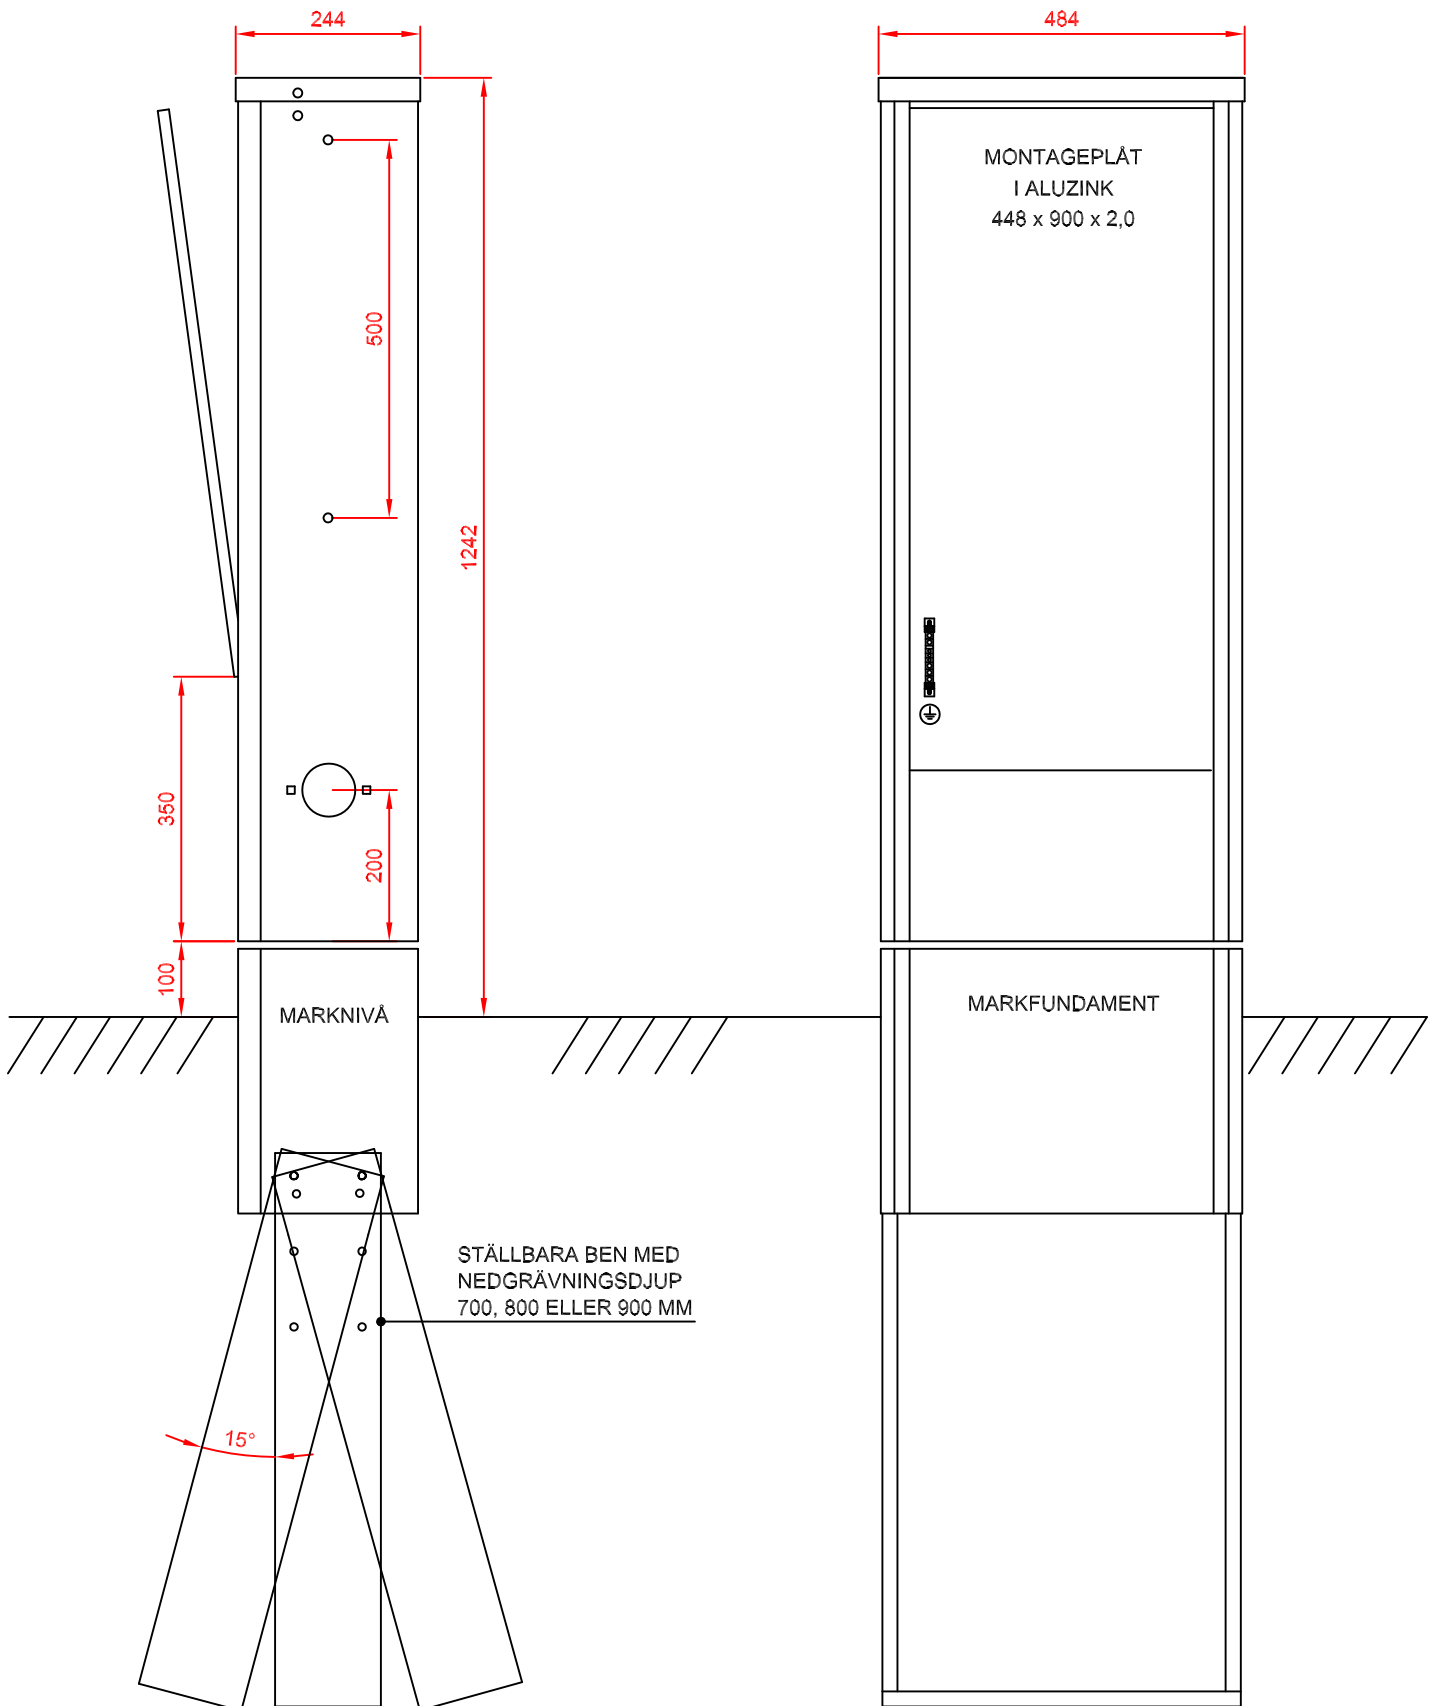 244
484
MONTAGEPLÅT
I ALUZINK
448 x 900 x 2,0
500
1242
350
200
100
MARKNIVÅ
MARKFUNDAMENT
STÄLLBARA BEN MED
NEDGRÄVNINGSDJUP
700, 800 ELLER 900 MM
15°